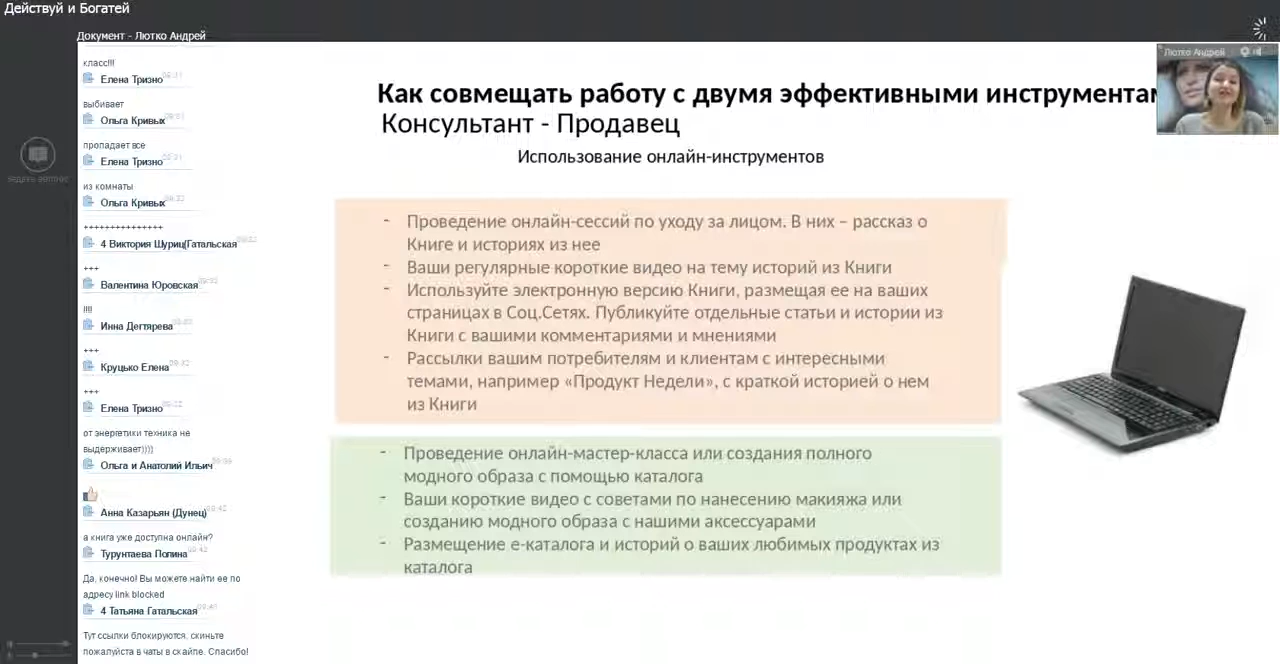 Действуй и Богатей
Документ - Лютко Андрей
класс!!!
Елена Тризно
выбивает
Ольга Кривых
пропадает все
Елена Тризно
из комнаты
Ольга Кривых
+++++++++++++++
4 Виктория Шуриц(Гатальская
+++
Валентина Юровская
!!!!
Инна Дегтярева
+++
Круцько Елена
+++
Елена Тризно
от энергетики техника не
выдерживает))))
Ольга и Анатолий Ильич
Анна Казарьян (Дунец)
а книга уже доступна онлайн?
Турунтаева Полина
Да, конечно! Вы можете найти ее по
адресу link blocked
4 Татьяна Гатальская
Тут ссылки блокируются. скиньте
пожалуйста в чаты в скайпе. Спасибо!
Как совмещать работу с двумя эффективными
Консультант - Продавец
Использование онлайн-инструментов
- Проведение онлайн-сессий по уходу за лицом. В них – рассказ о
Книге и историях из нее
- Ваши регулярные короткие видео на тему историй из Книги
- Используйте электронную версию Книги, размещая ее на ваших
страницах в Соц.Сетях. Публикуйте отдельные статьи и истории из
Книги с вашими комментариями и мнениями
- Рассылки вашим потребителям и клиентам с интересными
темами, например «Продукт Недели», с краткой историей о нем
из Книги
- Проведение онлайн-мастер-класса или создания полного
модного образа с помощью каталога
- Ваши короткие видео с советами по нанесению макияжа или
созданию модного образа с нашими аксессуарами
- Размещение е-каталога и историй о ваших любимых продуктах из
каталога
Лютко Андрей